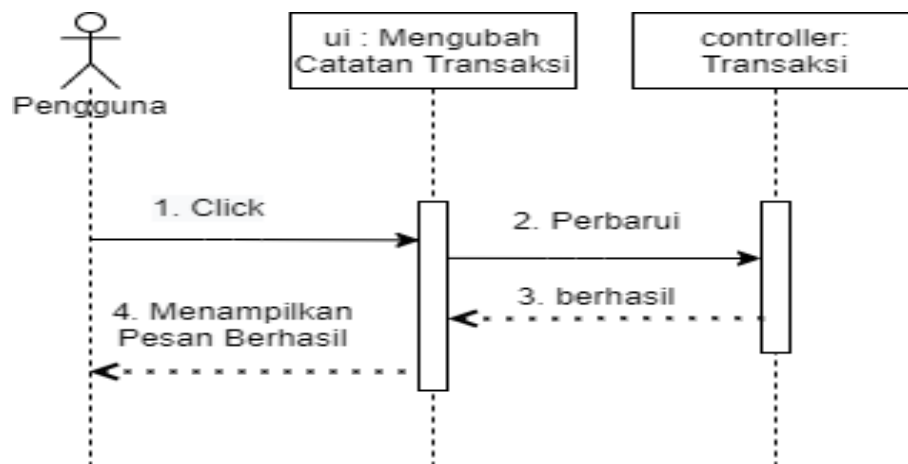 ui : Mengubah
Catatan Transaksi
controller:
Transaksi
Pengguna
1. Click
2. Perbarui
3. berhasil
4. Menampilkan
Pesan Berhasil